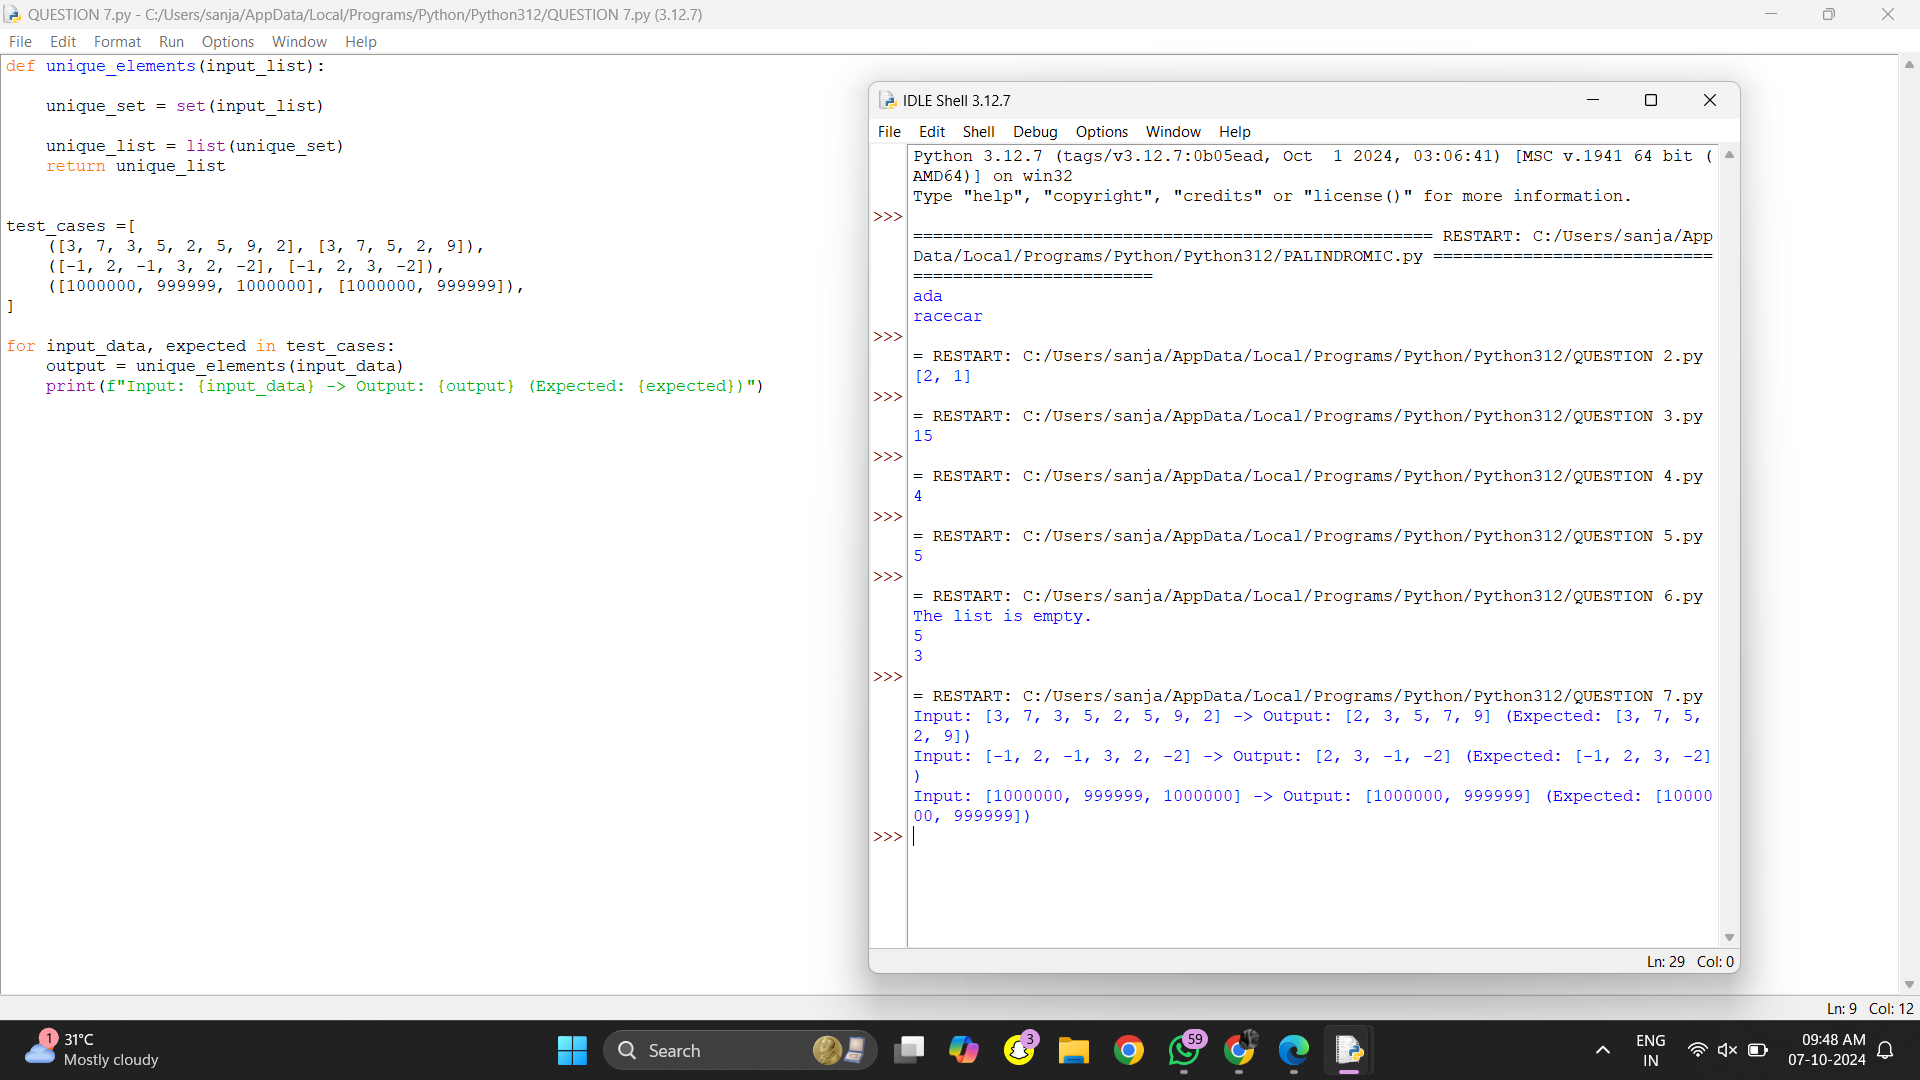 QUESTION 7.py - C:/Users/sanja/AppData/Local/Programs/Python/Python312/QUESTION 7.py (3.12.7)
File Edit Format Run Options Window Help
def unique_elements(input_list):
unique_set = set(input_list)
unique_list = list(unique_set)
return unique_list
test_cases =[
([3, 7, 3, 5, 2, 5, 9, 2], [3, 7, 5, 2, 9]),
([-1, 2, -1, 3, 2, -2], [-1, 2, 3, -2]),
([1000000, 999999, 1000000], [1000000, 999999]),
]
for input_data, expected in test_cases:
output = unique_elements(input_data)
print(f"Input: {input_data} -> Output: {output} (Expected: {expected})")
IDLE Shell 3.12.7
File Edit Shell Debug Options Window Help
Python 3.12.7 (tags/v3.12.7:0b05ead, Oct  1 2024, 03:06:41) [MSC v.1941 64 bit (
AMD64)] on win32
Type "help", "copyright", "credits" or "license()" for more information.
>>>
==================================================== RESTART: C:/Users/sanja/App
Data/Local/Programs/Python/Python312/PALINDROMIC.py ============================
========================
ada
racecar
>>>
= RESTART: C:/Users/sanja/AppData/Local/Programs/Python/Python312/QUESTION 2.py
[2, 1]
>>>
= RESTART: C:/Users/sanja/AppData/Local/Programs/Python/Python312/QUESTION 3.py
15
>>>
= RESTART: C:/Users/sanja/AppData/Local/Programs/Python/Python312/QUESTION 4.py
4
>>>
= RESTART: C:/Users/sanja/AppData/Local/Programs/Python/Python312/QUESTION 5.py
5
>>>
= RESTART: C:/Users/sanja/AppData/Local/Programs/Python/Python312/QUESTION 6.py
The list is empty.
5
3
>>>
= RESTART: C:/Users/sanja/AppData/Local/Programs/Python/Python312/QUESTION 7.py
Input: [3, 7, 3, 5, 2, 5, 9, 2] -> Output: [2, 3, 5, 7, 9] (Expected: [3, 7, 5,
2, 9])
Input: [-1, 2, -1, 3, 2, -2] -> Output: [2, 3, -1, -2] (Expected: [-1, 2, 3, -2]
)
Input: [1000000, 999999, 1000000] -> Output: [1000000, 999999] (Expected: [10000
00, 999999])
>>>
Ln: 29 Col: 0
Ln: 9 Col: 12
1
31°C
Mostly cloudy
Search
3
59
ENG
IN
09:48 AM
07-10-2024